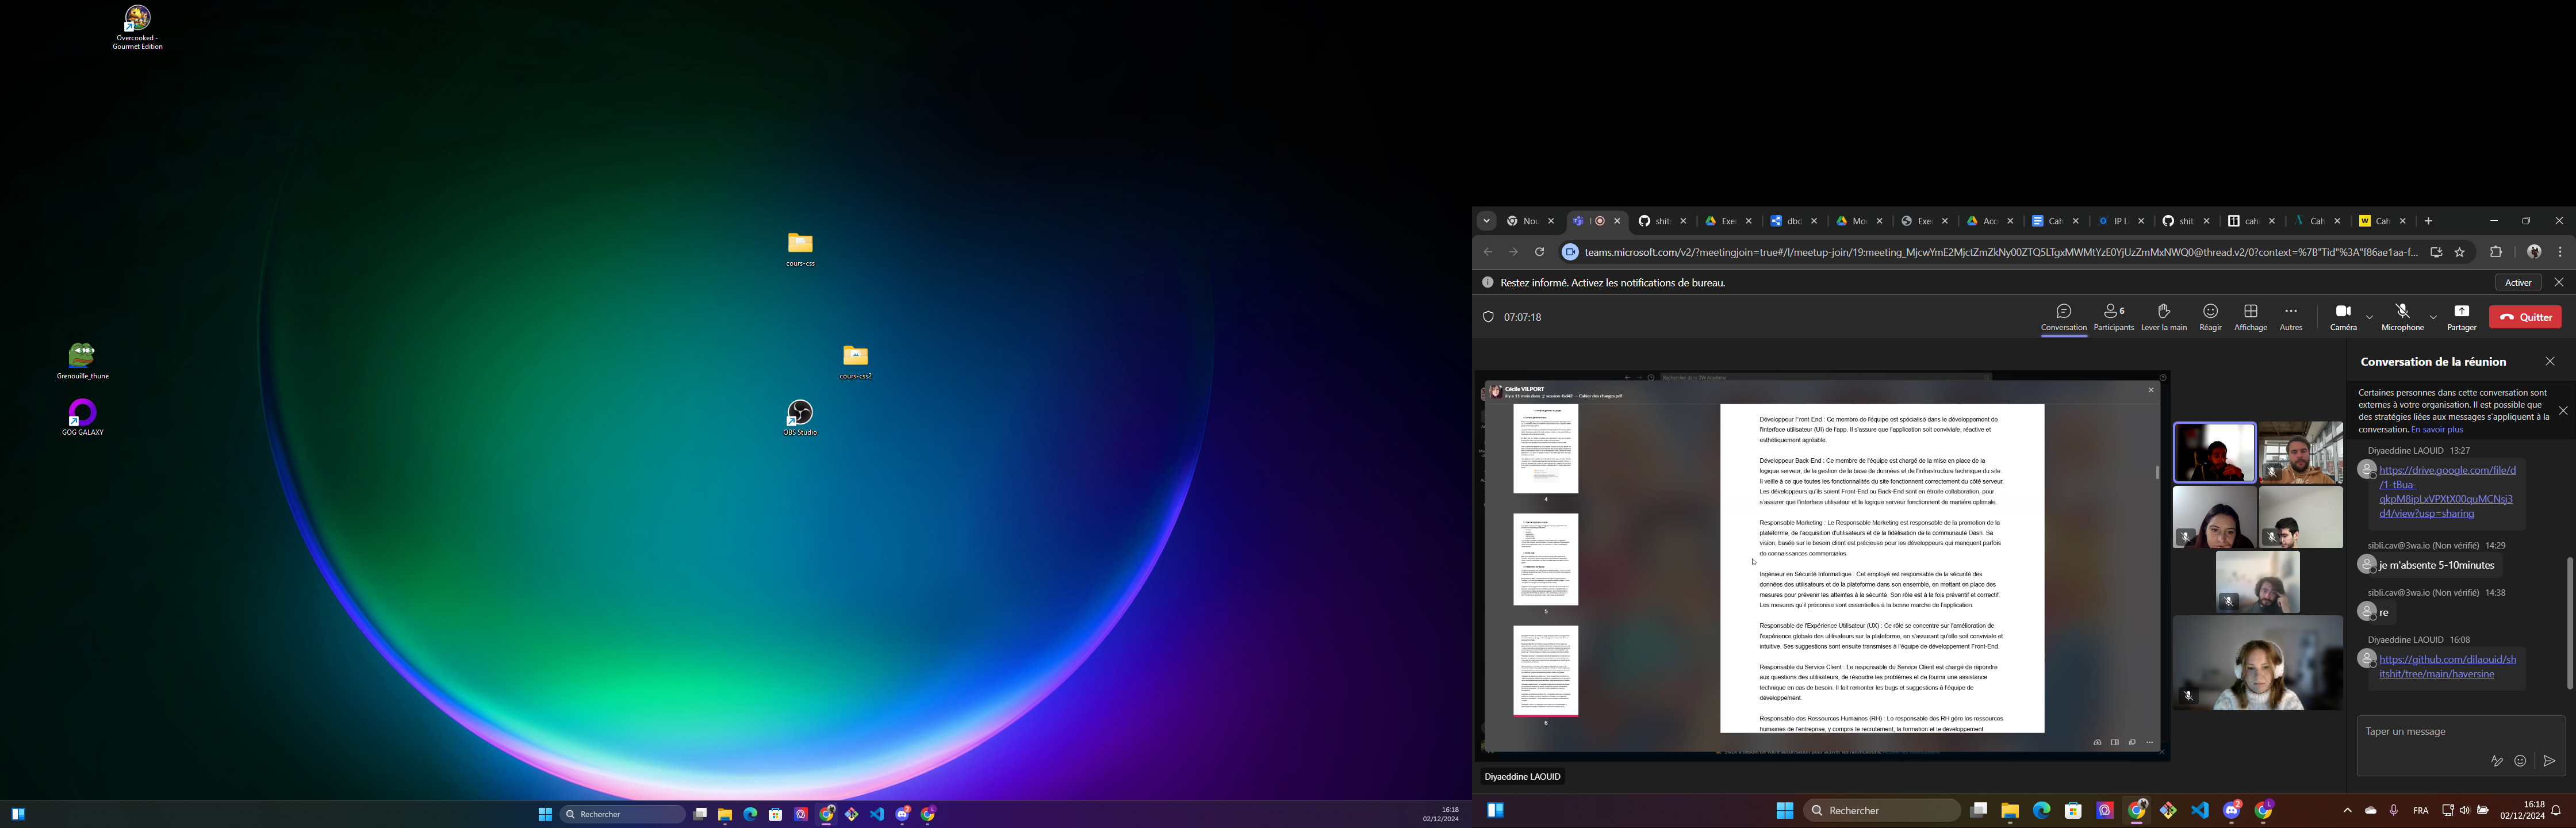 Overcooked -
Gourmet Edition
cours-css
Grenouille_thune
cours-css2
GOG GALAXY
OBS Studio
Rechercher
16:18
02/12/2024
Nou
shits
Exe
dbd
Mo
Exe
Acc
Cah
IP L
shit
cah
Cah
Cah
teams.microsoft.com/v2/?meetingjoin=true#/l/meetup-join/19:meeting_MjcwYmE2MjctZmZkNy00ZTQ5LTgxMWMtYzE0YjUzZmMxNWQ0@thread.v2/0?context=%7B"Tid"%3A"f86ae1aa-f...
Restez informé. Activez les notifications de bureau.
Activer
07:07:18
6
Conversation
Participants
Lever la main
Réagir
Affichage
Autres
Caméra
Microphone
Partager
Quitter
Cécile VILPORT
4
5
6
Développeur Front End : Ce membre de l'équipe est spécialisé dans le développement de
l'interface utilisateur (UI) de l'app. Il s'assure que l'application soit conviviale, réactive et
esthétiquement agréable.
Développeur Back-End : Ce membre de l'équipe est chargé de la mise en place de la
logique serveur, de la gestion de la base de données et de l'infrastructure technique du site
Il veille à ce que toutes les fonctionnalités du site fonctionnent correctement du côté serveur.
Les développeurs qu'ils soient Front-End ou Back-End sont en étroite collaboration, pour
s'assurer que l'interface utilisateur et la logique serveur fonctionnent de manière optimale.
Responsable Marketing : Le Responsable Marketing est responsable de la promotion de la
plateforme, de l'acquisition d'utilisateurs et de la fidélisation de la communauté Dash. Sa
vision, basée sur le besoin client est précieuse pour les développeurs qui manquent parfois
de connaissances commerciales.
Ingénieur en Sécurité Informatique : Cet employé est responsable de la sécurité des
données des utilisateurs et de la plateforme dans son ensemble, en mettant en place des
mesures pour prévenir les atteintes à la sécurité. Son rôle est à la fois préventif et correctif
Les mesures qu'il préconise sont essentielles à la bonne marche de l'application.
Responsable de l'Expérience Utilisateur (UX) : Ce rôle se concentre sur l'amélioration de
l'expérience globale des utilisateurs sur la plateforme, en s'assurant qu'elle soit conviviale et
intuitive. Ses suggestions sont ensuite transmises à l'équipe de développement Front-End.
Responsable du Service Client : Le responsable du Service Client est chargé de répondre
aux questions des utilisateurs, de résoudre les problèmes et de fournir une assistance
technique en cas de besoin. Il fait remonter les bugs et suggestions à l'équipe de
développement
Responsable des Ressources Humaines (RH) : Le responsable des RH gère les ressources
humaines de l'entreprise, y compris le recrutement, la formation et le développement
Diyaeddine LAOUID
Conversation de la réunion
Certaines personnes dans cette conversation sont
externes à votre organisation. Il est possible que
des stratégies liées aux messages s'appliquent à la
conversation. En savoir plus
Diyaeddine LAOUID 13:27
https://drive.google.com/file/d
/1-tBua-
qkpM8ipLxVPXtX00quMCNsj3
d4/view?usp=sharing
sibli.cav@3wa.io (Non vérifié) 14:29
je m'absente 5-10minutes
sibli.cav@3wa.io (Non vérifié) 14:38
re
Diyaeddine LAOUID 16:08
https://github.com/dilaouid/sh
itshit/tree/main/haversine
Taper un message
Rechercher
FRA
16:18
02/12/2024